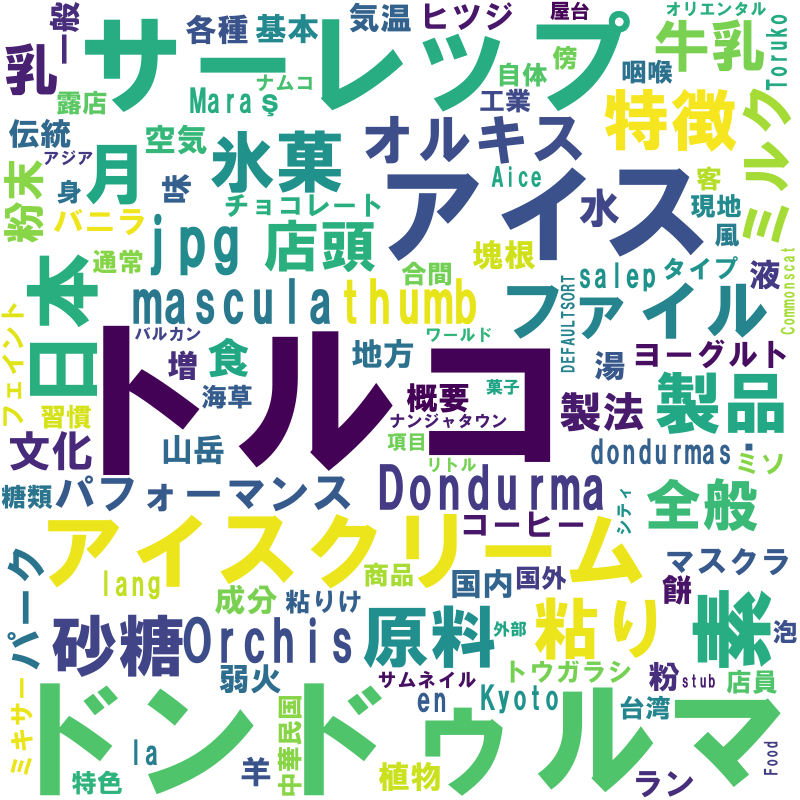 一般
各種
基本
気温
ヒツジ
屋台
オリエンタル
乳
サーレップ
ナムコ
自体
傍
咽喉
牛乳
Toruko
露店
Maraş
工業
特徴
伝統
空気
氷菓
オルキス
ミルク
アジア
月
身
味
Aice
客
粉末
バニラ
チョコレート
アイス
水
現地
風
通常
jpg
店頭
合間
塊根
salep
タイプ
液
Commonscat
日本
mascula
thumb
ファイル
DEFAULTSORT
フェイント
バルカン
ワールド
トルコ
増
食
地方
湯
ヨーグルト
習慣
海草
概要
菓子
製法
製品
ナンジャタウン
文化
山岳
項目
dondurmas
ミソ
リトル
糖類
パフォーマンス
Dondurma
全般
シティ
アイスクリーム
コーヒー
マスクラ
lang
商品
国内
国外
餅
パーク
成分
粘りけ
粘り
素
砂糖
Orchis
原料
外部
泡
弱火
サムネイル
トウガラシ
粉
stub
店員
ミキサー
ドンドゥルマ
中華民国
en
Kyoto
台湾
la
羊
特色
植物
ラン
Food